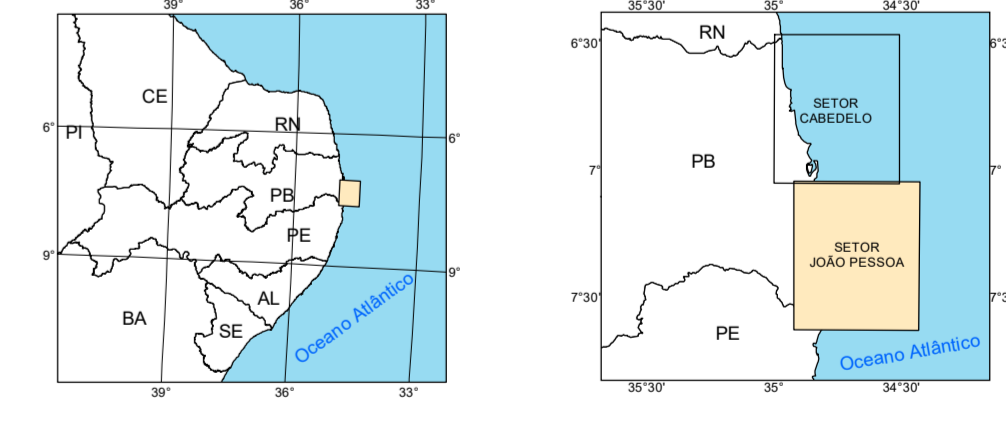 39° 36° 33°
CE
PI
RN
6° 6°
PB
PE
9° 9°
AL
BA
SE
Oceano Atlântico
39° 36° 33°
35°30' 35° 34°30'
RN
6°30'
SETOR
CABEDELO
PB
7° 7°
SETOR
JOÃO PESSOA
7°30'
PE
Oceano Atlântico
35°30' 35° 34°30'